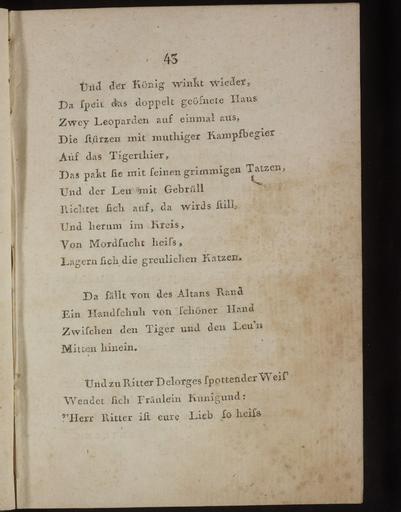 43
Und der König winkt wieder,
Da ſpeit das doppelt geöfnete Haus
Zwey Leoparden auf einmal aus,
Die ſtürzen mit muthiger Kampfbegier
Auf das Tigerthier,
Das pakt ſie mit ſeinen grimmigen Tatzen,
Und der Leu mit Gebrüll
Richtet ſich auf, da wirds ſtill,
Und herum im Kreis,
Von Mordſucht heiſs,
Lagern ſich die greulichen Katzen.
Da fällt von des Altans Rand
Ein Handſchuh von ſchöner Hand
Zwiſchen den Tiger und den Leu'n
Mitten hinein.
Und zu Ritter Delorges ſpottender Weiſ'
Wendet ſich Fräulein Kunigund:
"Herr Ritter iſt eure Lieb ſo heiſs